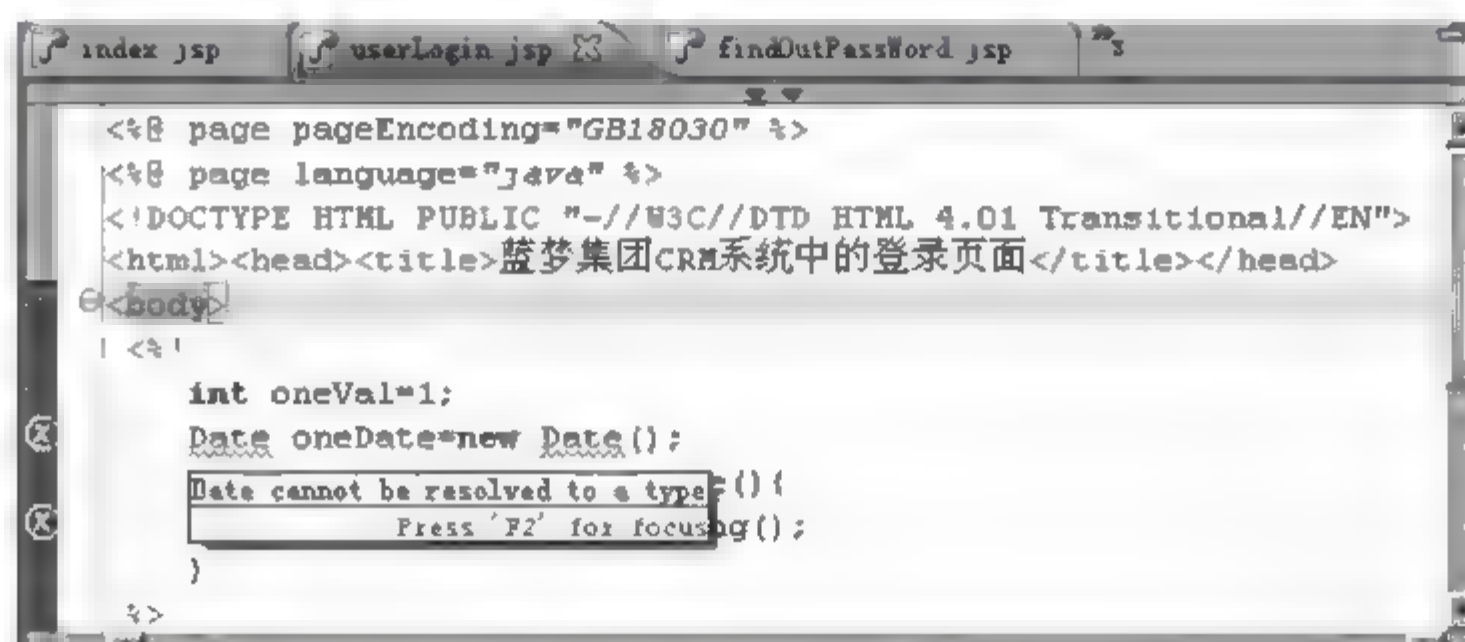 index.jsp userLogin.jsp findOutPassWord.jsp »3
<%@ page pageEncoding="GB18030" %>
<%@ page language="java" %>
<!DOCTYPE HTML PUBLIC "-//W3C//DTD HTML 4.01 Transitional//EN">
<html><head><title>蓝梦集团CRM系统中的登录页面</title></head>
<body>
<%!
int oneVal=1;
Date oneDate=new Date();
Date cannot be resolved to a type () {
Press 'F2' for focus g();
}
%>